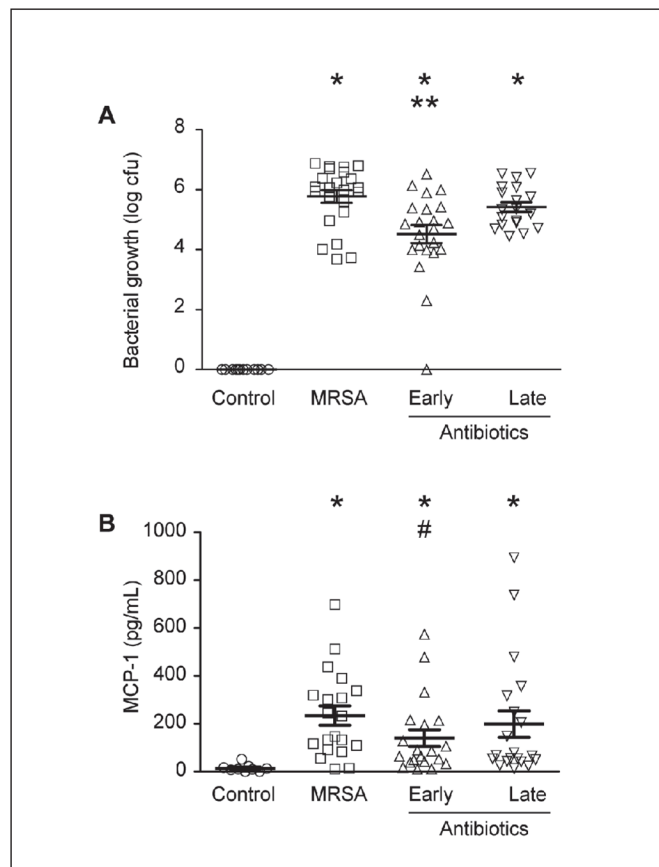 * * *
A **
Bacterial growth (log cfu)
8
6
4
2
0
Control MRSA Early Late
Antibiotics
* * *
B #
MCP-1 (pg/mL)
1000
800
600
400
200
0
Control MRSA Early Late
Antibiotics